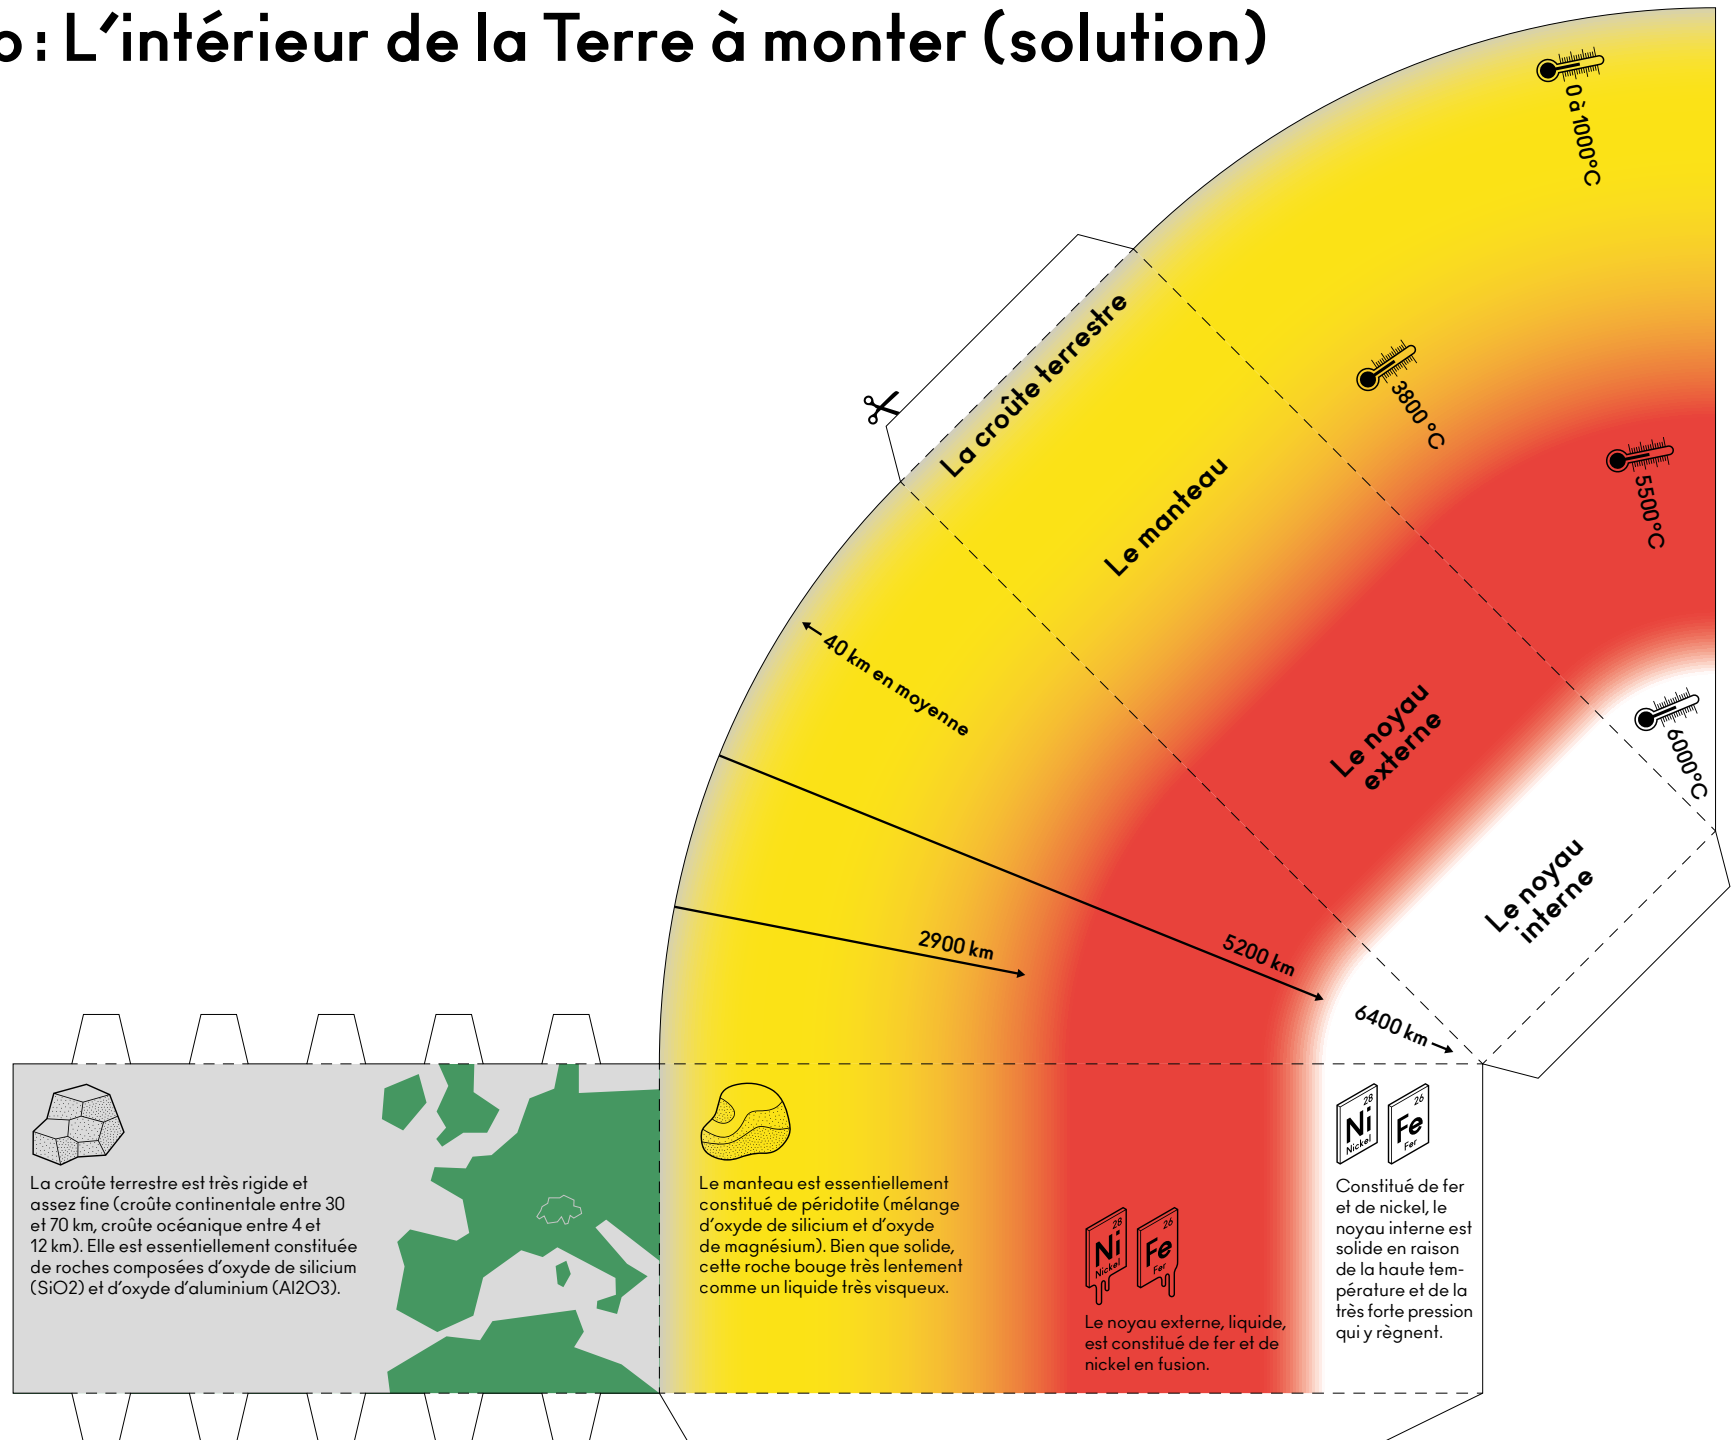 : L'intérieur de la Terre à monter (solution)
0 à 1000°C
3800°C
5500°C
6000°C
La croûte terrestre
Le manteau
Le noyau
externe
Le noyau
interne
40 km en moyenne
2900 km
5200 km
6400 km
La croûte terrestre est très rigide et
assez fine (croûte continentale entre 30
et 70 km, croûte océanique entre 4 et
12 km). Elle est essentiellement constituée
de roches composées d'oxyde de silicium
(SiO2) et d'oxyde d'aluminium (Al2O3).
Le manteau est essentiellement
constitué de péridotite (mélange
d'oxyde de silicium et d'oxyde
de magnésium). Bien que solide,
cette roche bouge très lentement
comme un liquide très visqueux.
28
Ni
Nickel
26
Fe
Fer
Le noyau externe, liquide,
est constitué de fer et de
nickel en fusion.
28
Ni
Nickel
26
Fe
Fer
Constitué de fer
et de nickel, le
noyau interne est
solide en raison
de la haute tem-
pérature et de la
très forte pression
qui y règnent.